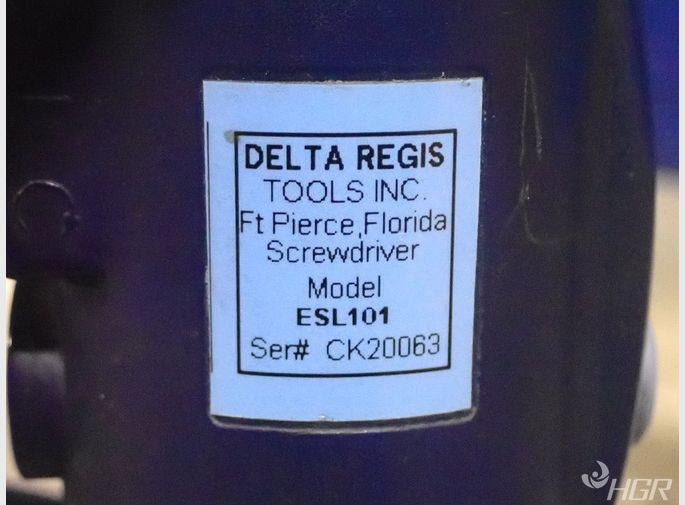 DELTA REGIS
TOOLS INC.
Ft Pierce,Florida
Screwdriver
Model
ESL101
Ser# CK20063
HGR